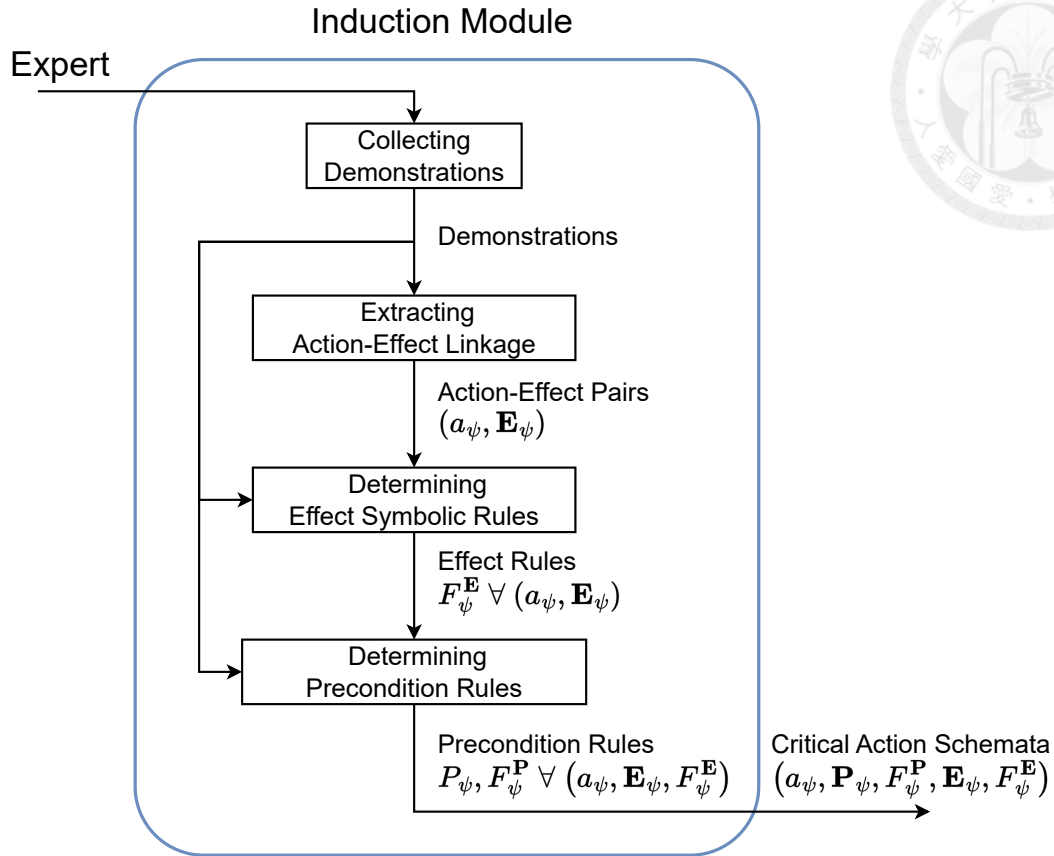 Induction Module
Expert
Collecting
Demonstrations
Demonstrations
Extracting
Action-Effect Linkage
Action-Effect Pairs
(a_ψ, E_ψ)
Determining
Effect Symbolic Rules
Effect Rules
F_ψ^E ∀ (a_ψ, E_ψ)
Determining
Precondition Rules
Precondition Rules
P_ψ, F_ψ^P ∀ (a_ψ, E_ψ, F_ψ^E)
Critical Action Schemata
(a_ψ, P_ψ, F_ψ^P, E_ψ, F_ψ^E)